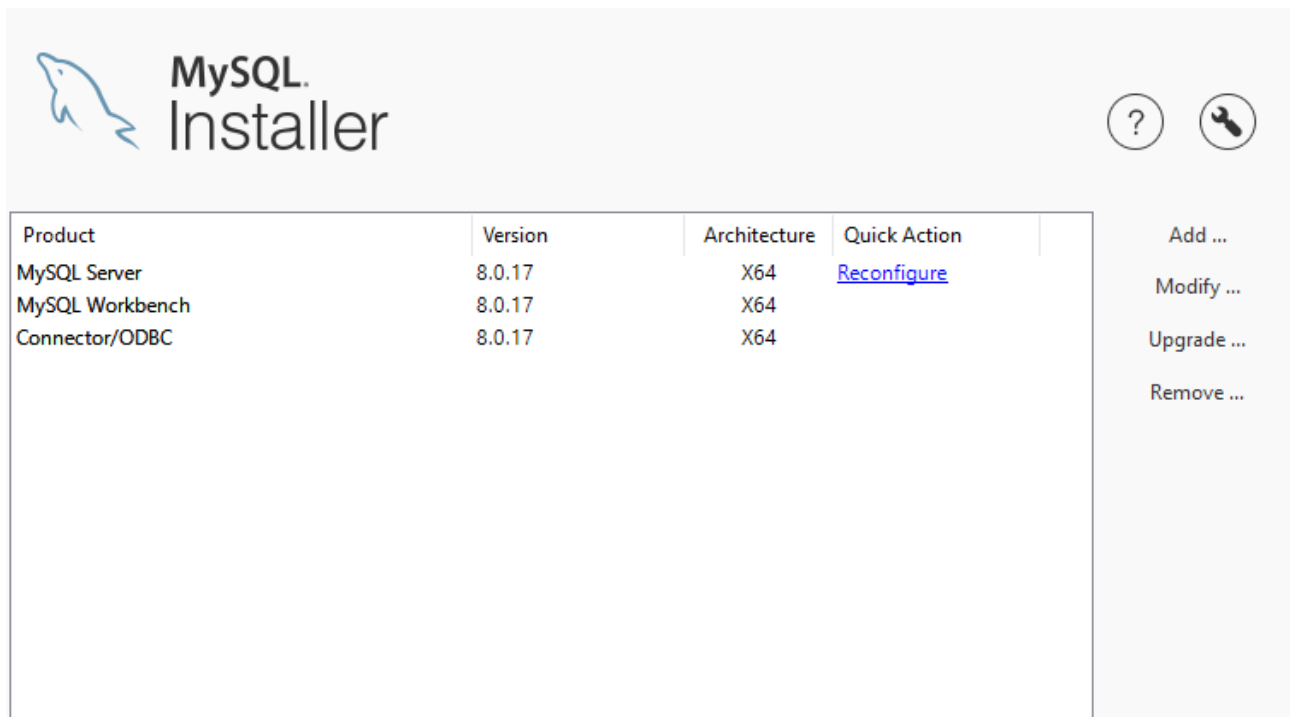 MySQL.
Installer
?
Product Version Architecture Quick Action
MySQL Server 8.0.17 X64 Reconfigure
MySQL Workbench 8.0.17 X64
Connector/ODBC 8.0.17 X64
Add ...
Modify ...
Upgrade ...
Remove ...